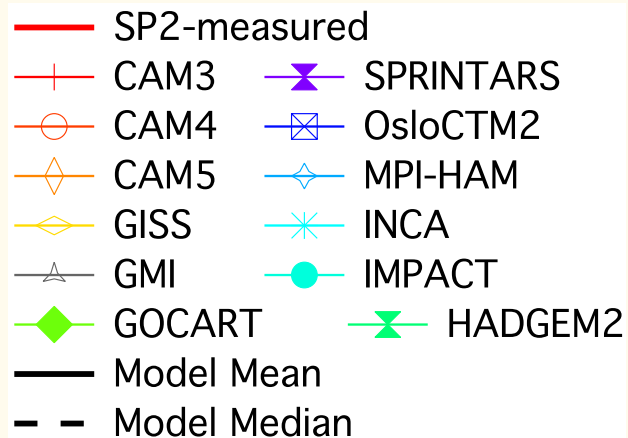 SP2-measured
CAM3 SPRINTARS
CAM4 OsloCTM2
CAM5 MPI-HAM
GISS INCA
GMI IMPACT
GOCART HADGEM2
Model Mean
Model Median